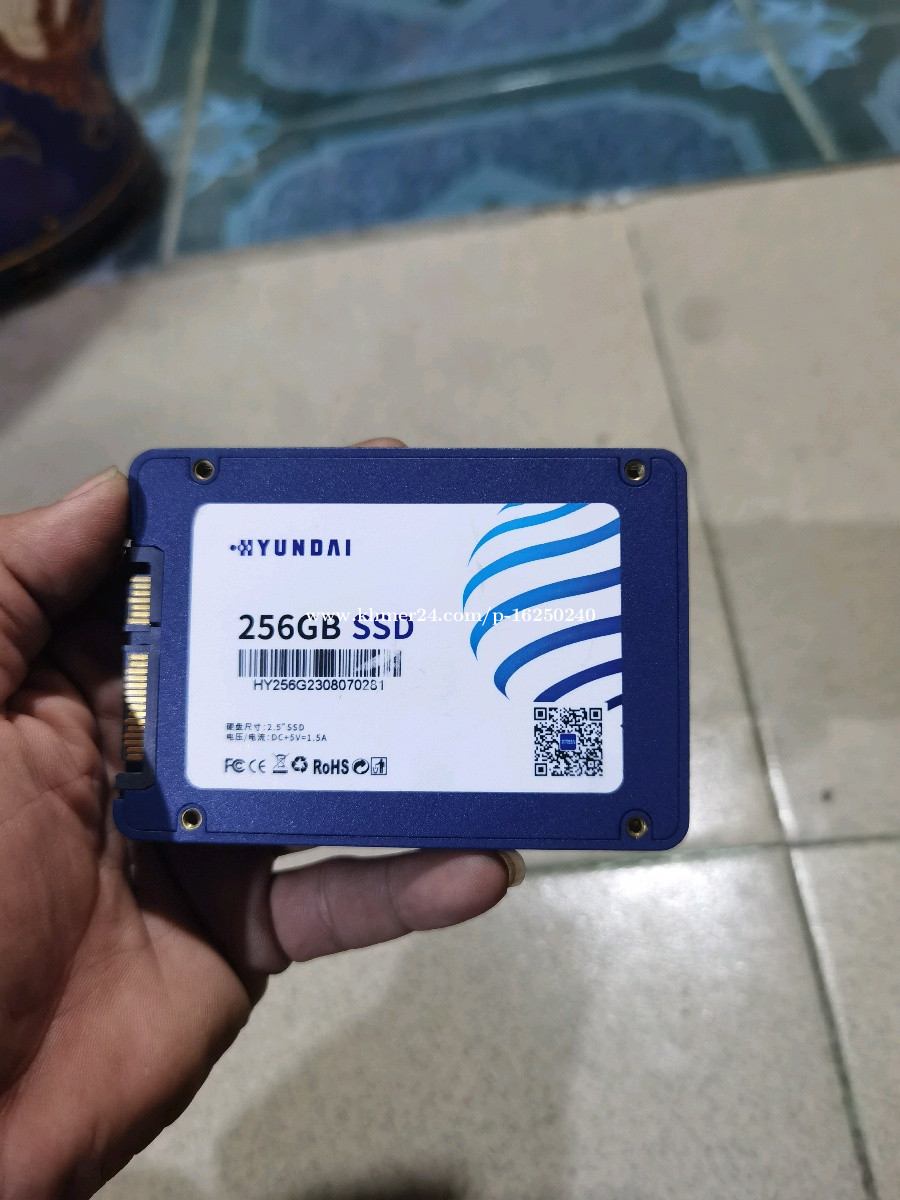 HYUNDAI
www.khmer24.com/p-16250240
256GB SSD
HY256G2308070281
硬盘尺寸:2.5"SSD
电压/电流:DC+5V=1.5A
FC CE RoHS